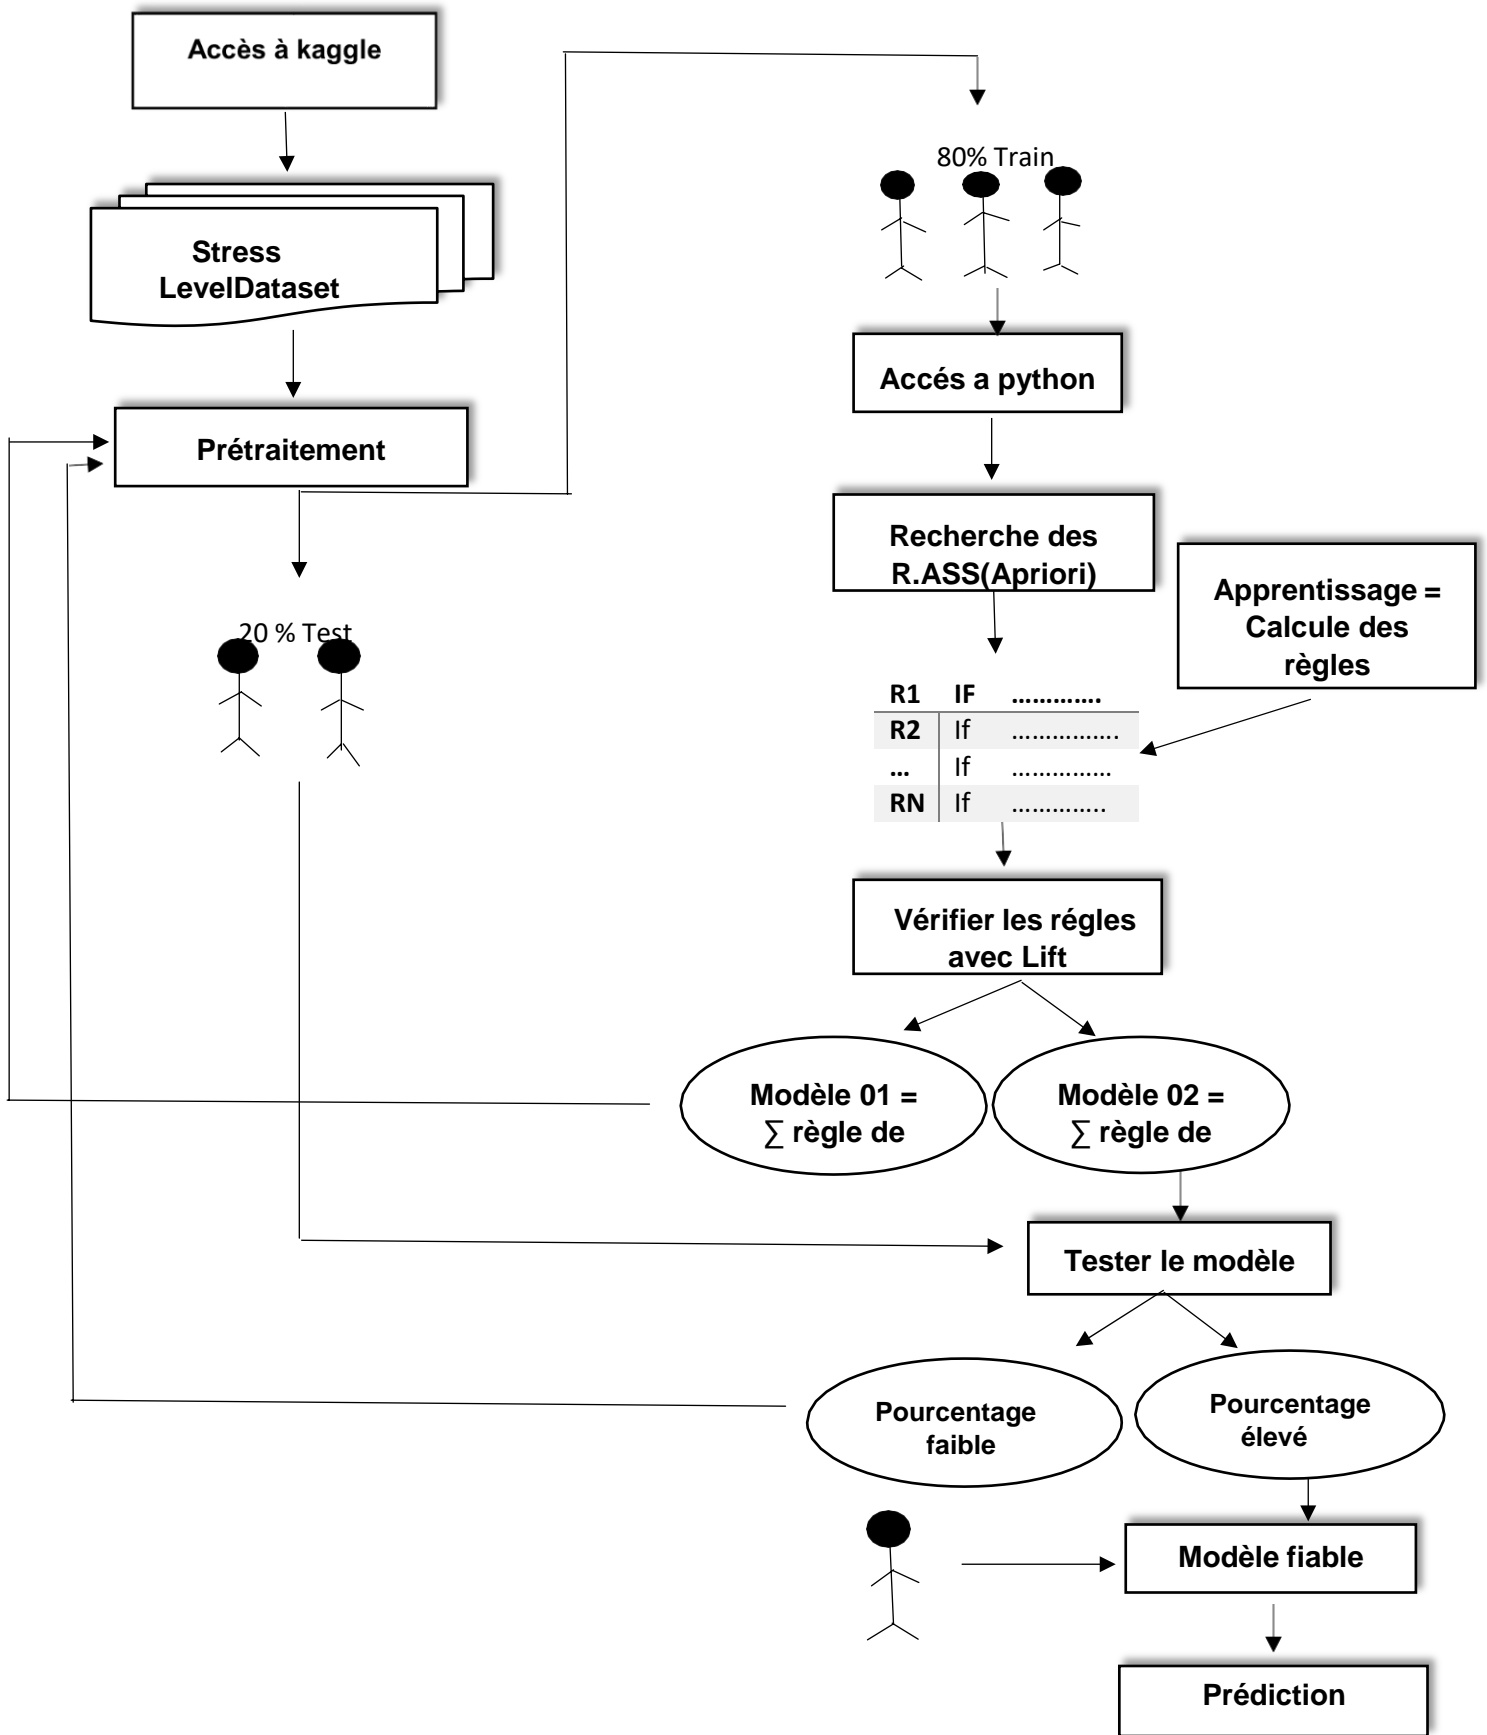 Accès à kaggle
Stress
LevelDataset
Prétraitement
20 % Test
80% Train
Accés a python
Recherche des
R.ASS(Apriori)
Apprentissage =
Calcule des
règles
R1 IF ………….
R2 If …………….
... If ……………
RN If …………..
Vérifier les régles
avec Lift
Modèle 01 =
∑ règle de
Modèle 02 =
∑ règle de
Tester le modèle
Pourcentage
faible
Pourcentage
élevé
Modèle fiable
Prédiction